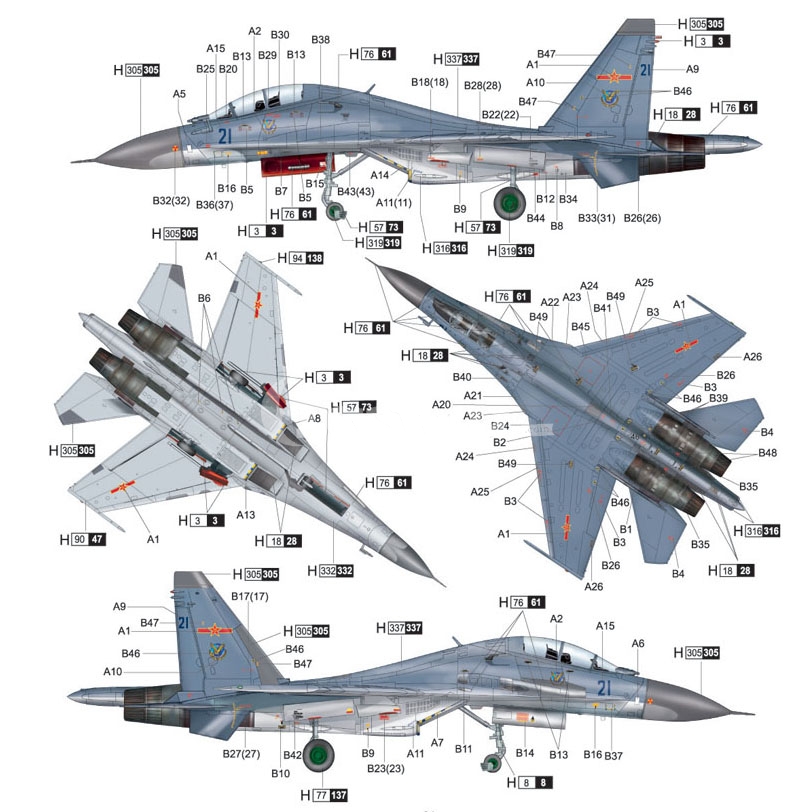 H 305 305
H 3 3
A2
B30
B38
A15
B13
B29
B13
H 76 61
H 337 337
B47
A1
21
A9
H 305 305
B25
B20
B18(18)
B28(28)
A10
B46
A5
B47
H 76 61
B22(22)
H 18 28
21
A14
B16
B5
B7
B5
B15
B43(43)
A11(11)
B9
B12
B34
B32(32)
B36(37)
H 76 61
B44
B8
B33(31)
B26(26)
H 3 3
H 57 73
H 319 319
H 316 316
H 57 73
H 319 319
H 305 305
A1
H 94 138
B6
H 3 3
H 57 73
A8
H 305 305
H 76 61
H 3 3
A13
H 90 47
A1
H 18 28
H 332 332
A24
A25
H 76 61
A22
A23
B41
B49
B3
A1
B49
B45
H 76 61
H 18 28
A26
B40
B26
B3
B46
B39
A21
A20
A23
B24
B4
B2
46
A24
B48
B49
B35
A25
B46
B3
B1
H 316 316
A1
B3
B35
B26
H 18 28
A26
B4
H 305 305
A9
B17(17)
B47
21
A1
H 305 305
H 337 337
H 76 61
A2
A15
A6
B46
B46
B47
H 305 305
A10
21
B27(27)
B42
B10
B9
A11
A7
B11
B14
B13
B16
B37
B23(23)
H 77 137
H 8 8